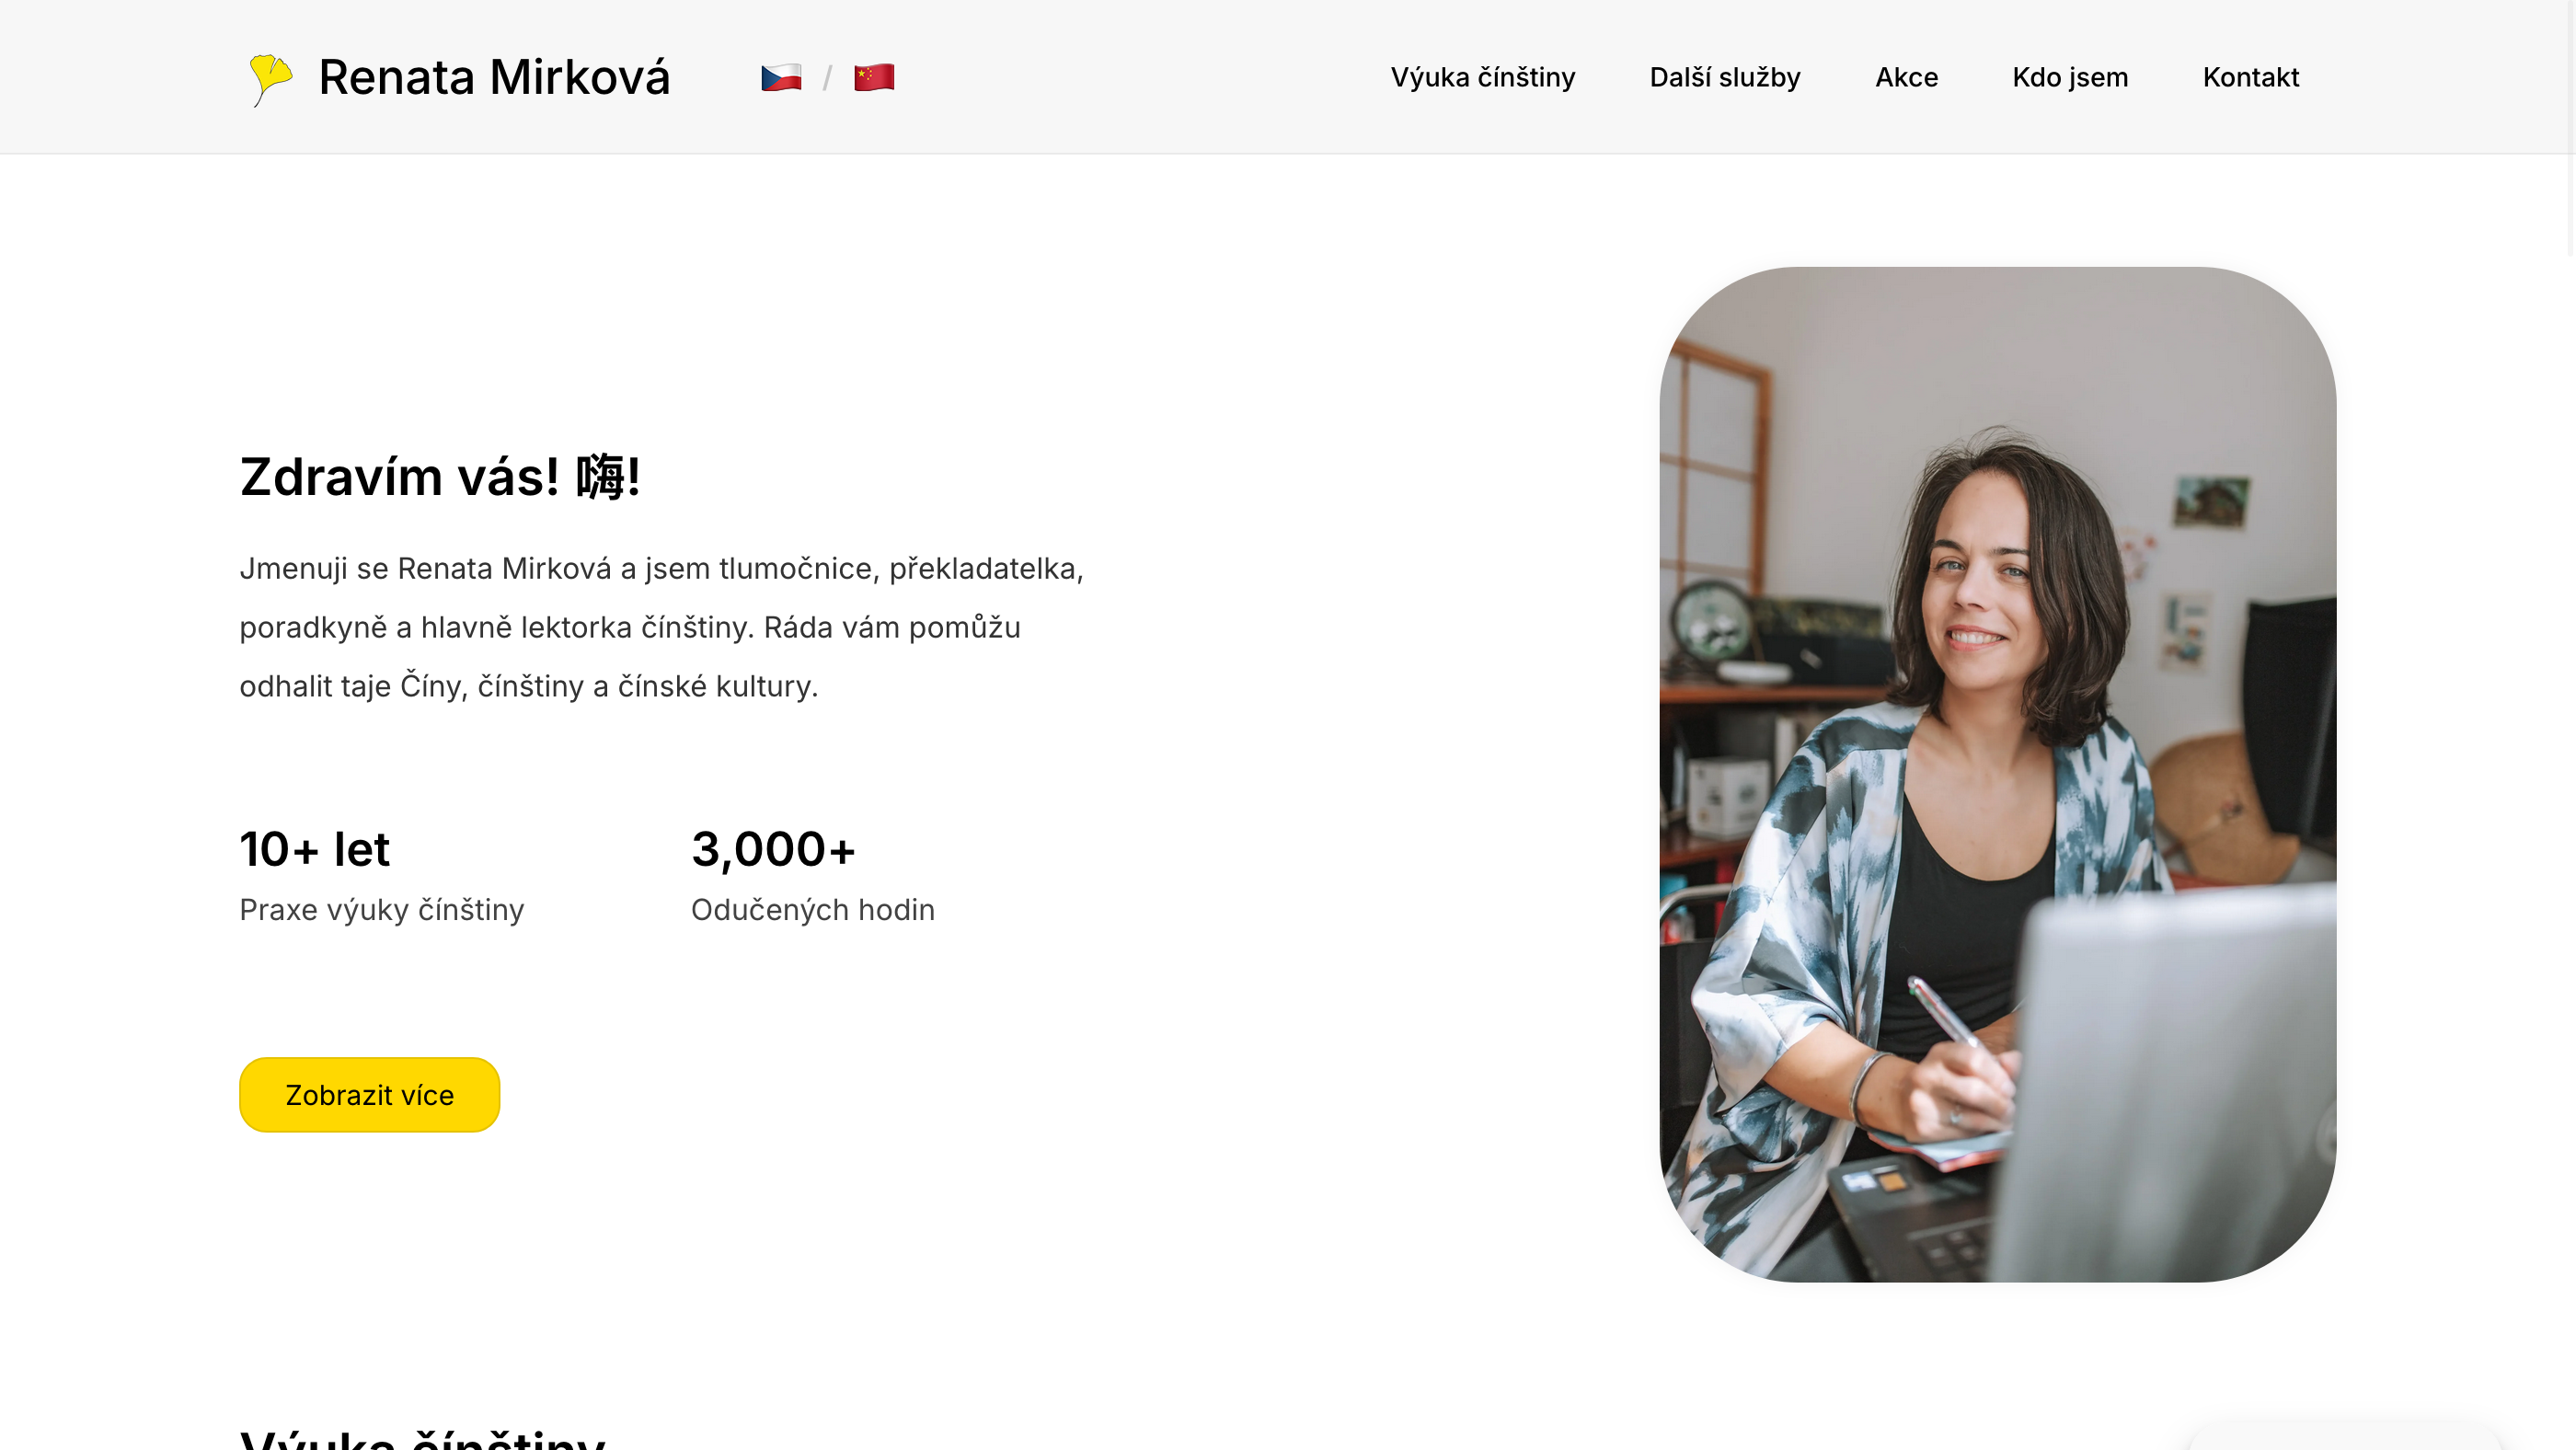 Renata Mirková
/
Výuka čínštiny
Další služby
Akce
Kdo jsem
Kontakt
Zdravím vás! 嗨!
Jmenuji se Renata Mirková a jsem tlumočnice, překladatelka,
poradkyně a hlavně lektorka čínštiny. Ráda vám pomůžu
odhalit taje Číny, čínštiny a čínské kultury.
10+ let
3,000+
Praxe výuky čínštiny
Odučených hodin
Zobrazit více
Výuka čínštiny